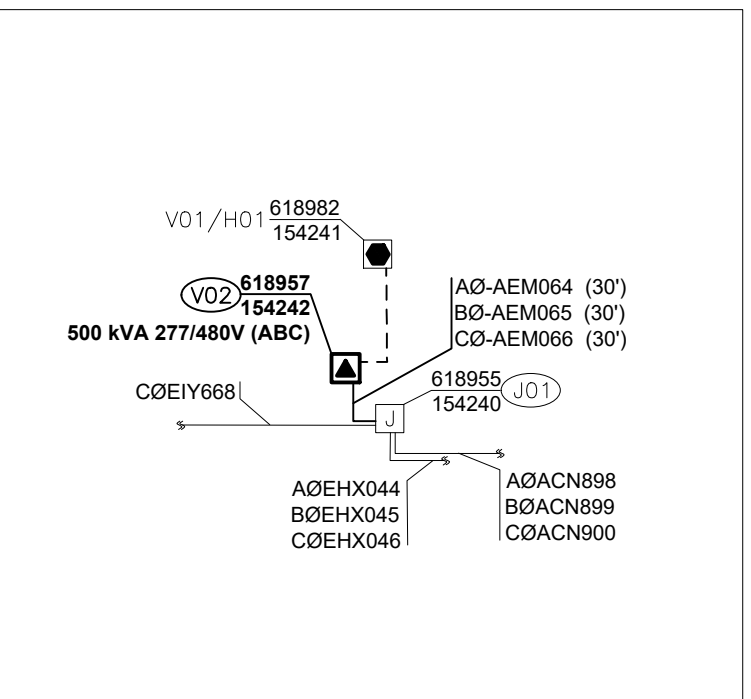 V01/H01 618982
154241
V02 618957
154242
500 kVA 277/480V (ABC)
AØ-AEM064 (30')
BØ-AEM065 (30')
CØ-AEM066 (30')
CØEIY668
618955 J01
154240
J
AØEHX044
BØEHX045
CØEHX046
AØACN898
BØACN899
CØACN900